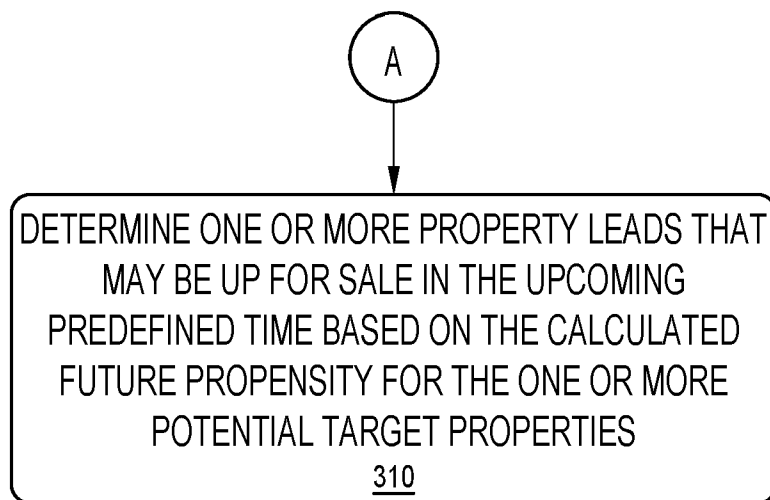 A
DETERMINE ONE OR MORE PROPERTY LEADS THAT
MAY BE UP FOR SALE IN THE UPCOMING
PREDEFINED TIME BASED ON THE CALCULATED
FUTURE PROPENSITY FOR THE ONE OR MORE
POTENTIAL TARGET PROPERTIES
310